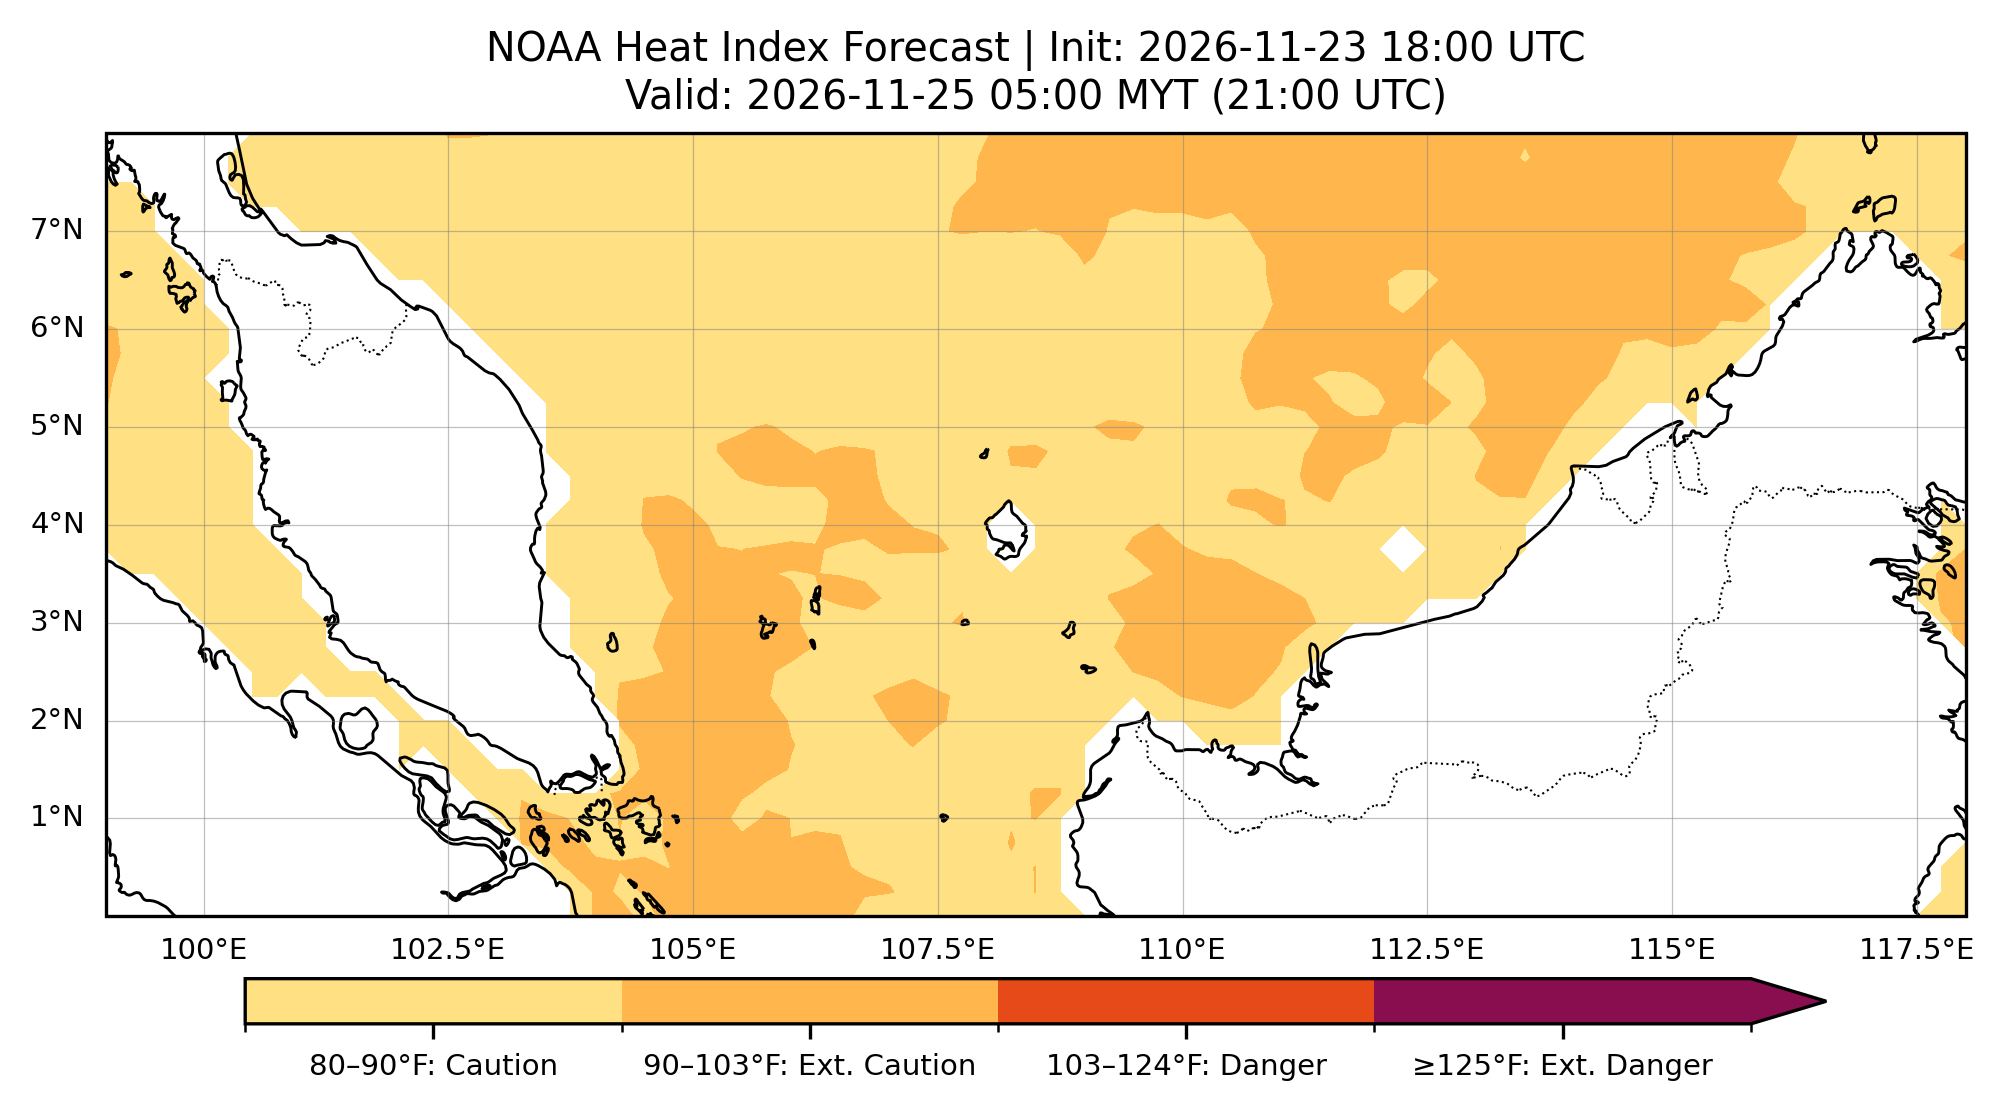 NOAA Heat Index Forecast | Init: 2026-11-23 18:00 UTC
Valid: 2026-11-25 05:00 MYT (21:00 UTC)
7°N
6°N
5°N
4°N
3°N
2°N
1°N
100°E
102.5°E
105°E
107.5°E
110°E
112.5°E
115°E
117.5°E
80–90°F: Caution
90–103°F: Ext. Caution
103–124°F: Danger
≥125°F: Ext. Danger